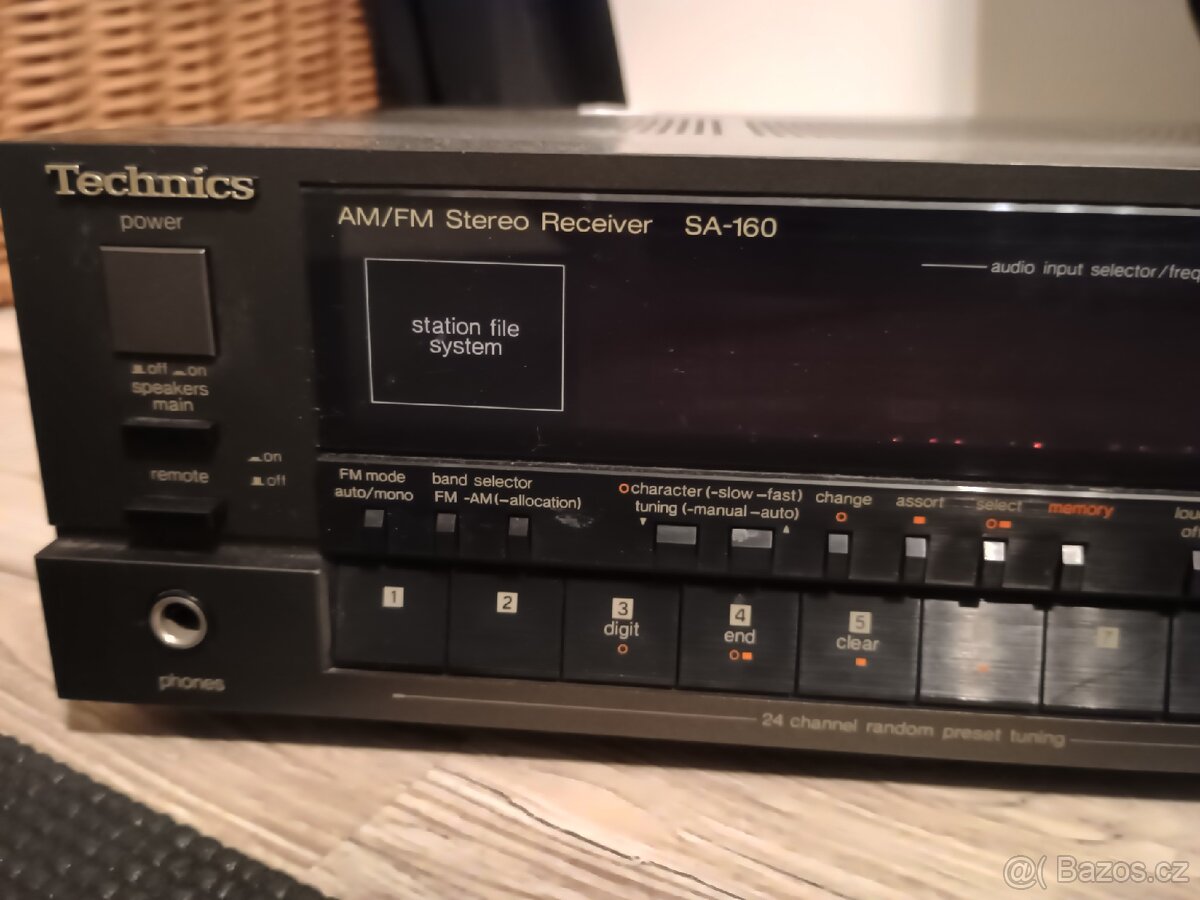 Technics
power
off on
speakers
main
on
remote
off
phones
AM/FM Stereo Receiver SA-160
audio input selector/freq
station file
system
FM mode
auto/mono
band selector
FM -AM(-allocation)
character (-slow -fast)
tuning (-manual -auto)
change
assort
select
memory
1
2
3
digit
4
end
5
clear
7
24 channel random preset tuning
@( Bazos.cz